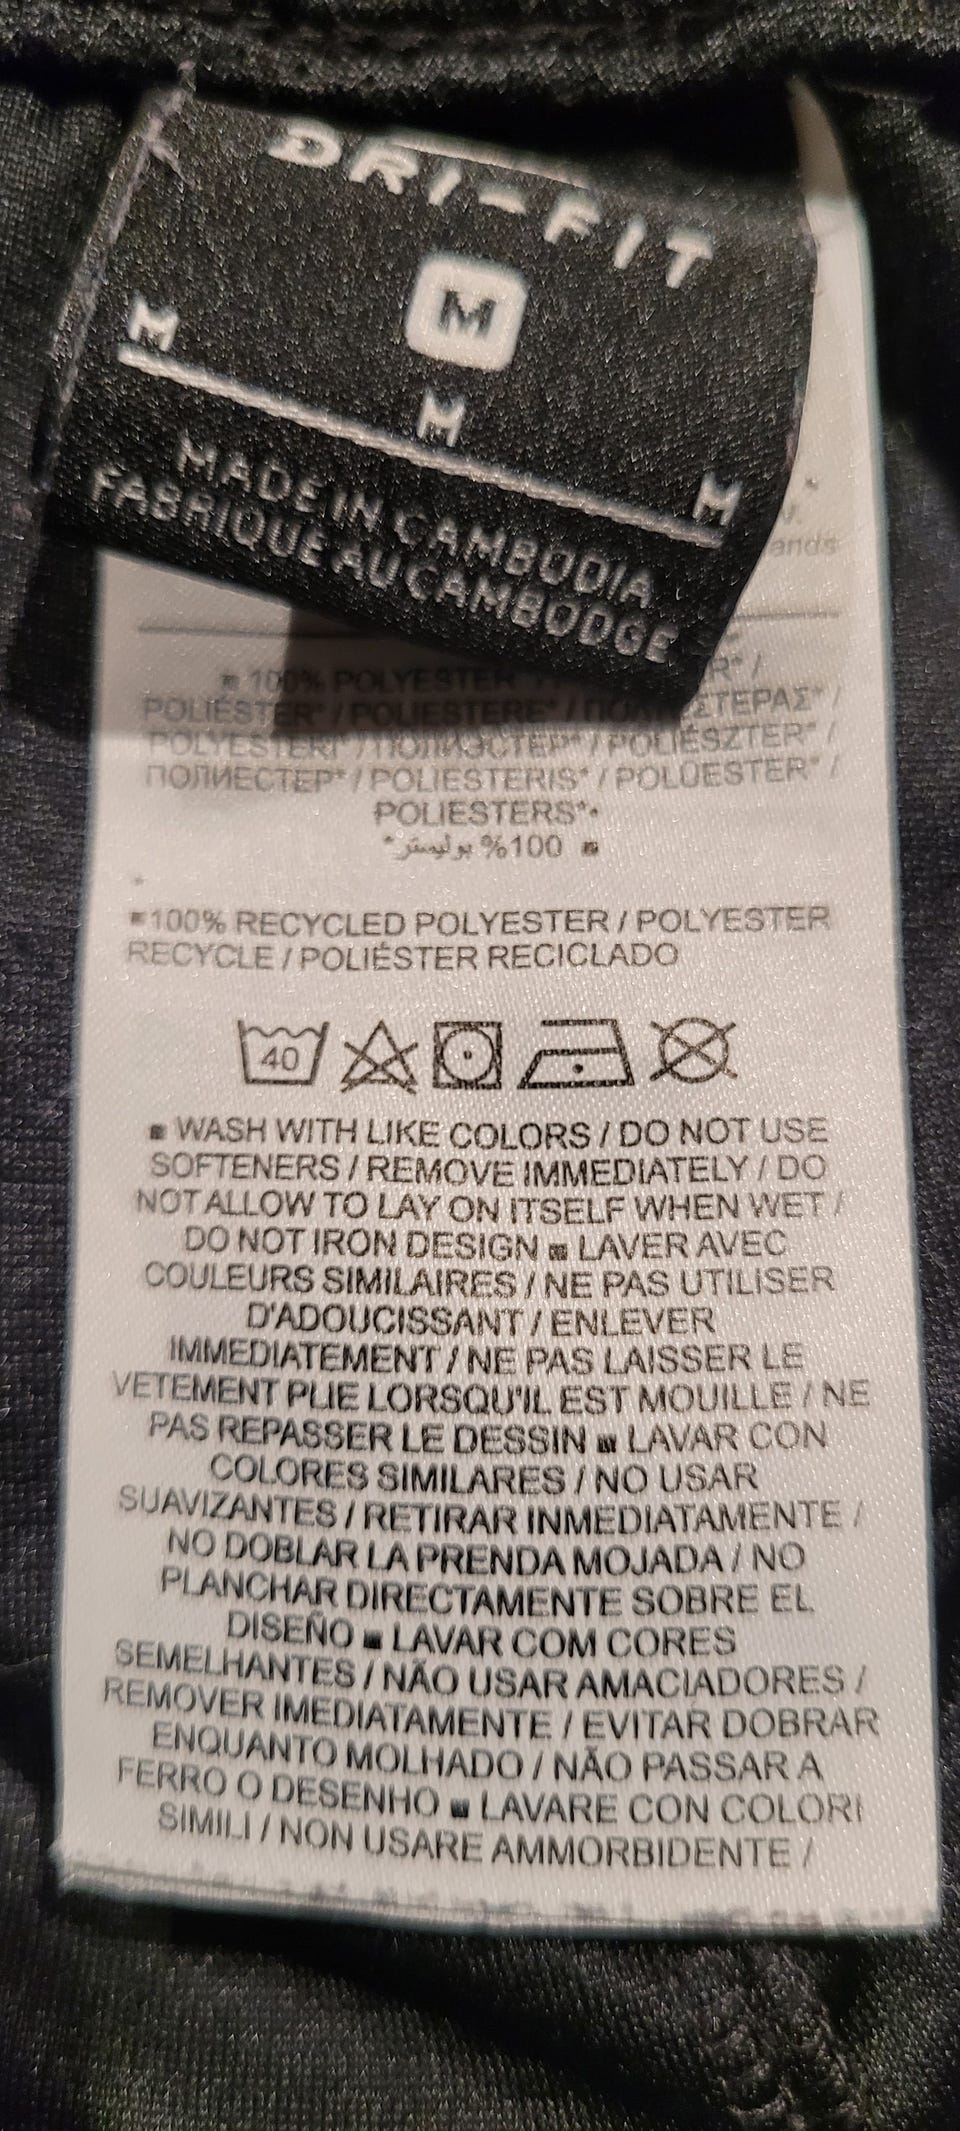 DRI-FIT
M
M M M
MADE IN CAMBODIA
FABRIQUÉ AU CAMBODGE
100% POLYESTER
POLIÉSTER* / POLIESTERE* /
POLYESTERI* / ПОЛИЭСТЕР* / POLIÉSZTER* /
ПОЛИЕСТЕР* / POLIESTERIS* / POLÜESTER* /
POLIESTERS*
100% بوليستر*
100% RECYCLED POLYESTER / POLYESTER
RECYCLE / POLIÉSTER RECICLADO
40
WASH WITH LIKE COLORS / DO NOT USE
SOFTENERS / REMOVE IMMEDIATELY / DO
NOT ALLOW TO LAY ON ITSELF WHEN WET /
DO NOT IRON DESIGN ■ LAVER AVEC
COULEURS SIMILAIRES / NE PAS UTILISER
D'ADOUCISSANT / ENLEVER
IMMEDIATEMENT / NE PAS LAISSER LE
VETEMENT PLIE LORSQU'IL EST MOUILLE / NE
PAS REPASSER LE DESSIN ■ LAVAR CON
COLORES SIMILARES / NO USAR
SUAVIZANTES / RETIRAR INMEDIATAMENTE /
NO DOBLAR LA PRENDA MOJADA / NO
PLANCHAR DIRECTAMENTE SOBRE EL
DISEÑO ■ LAVAR COM CORES
SEMELHANTES / NÃO USAR AMACIADORES /
REMOVER IMEDIATAMENTE / EVITAR DOBRAR
ENQUANTO MOLHADO / NÃO PASSAR A
FERRO O DESENHO ■ LAVARE CON COLORI
SIMILI / NON USARE AMMORBIDENTE /